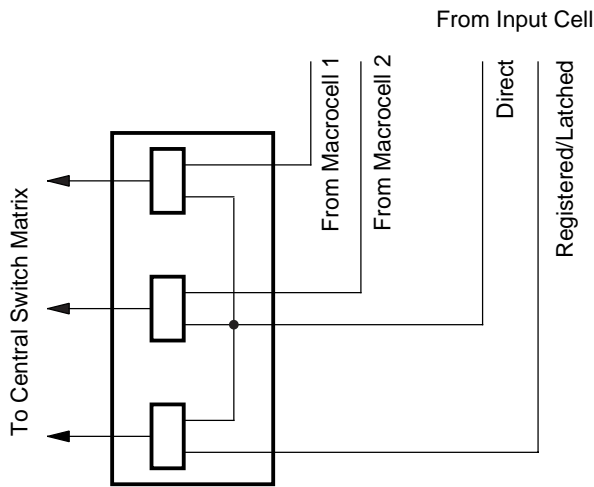 From Input Cell
From Macrocell 1
From Macrocell 2
Direct
Registered/Latched
To Central Switch Matrix